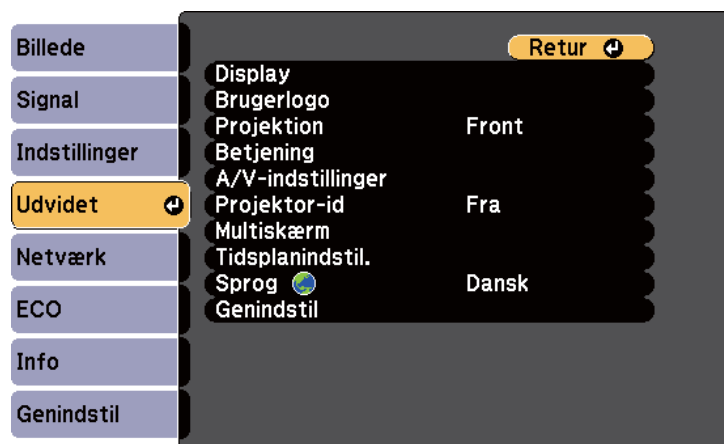 Billede
Signal
Indstillinger
Udvidet
Netværk
ECO
Info
Genindstil
Retur
Display
Brugerlogo
Projektion Front
Betjening
A/V-indstillinger
Projektor-id Fra
Multiskærm
Tidsplanindstil.
Sprog Dansk
Genindstil